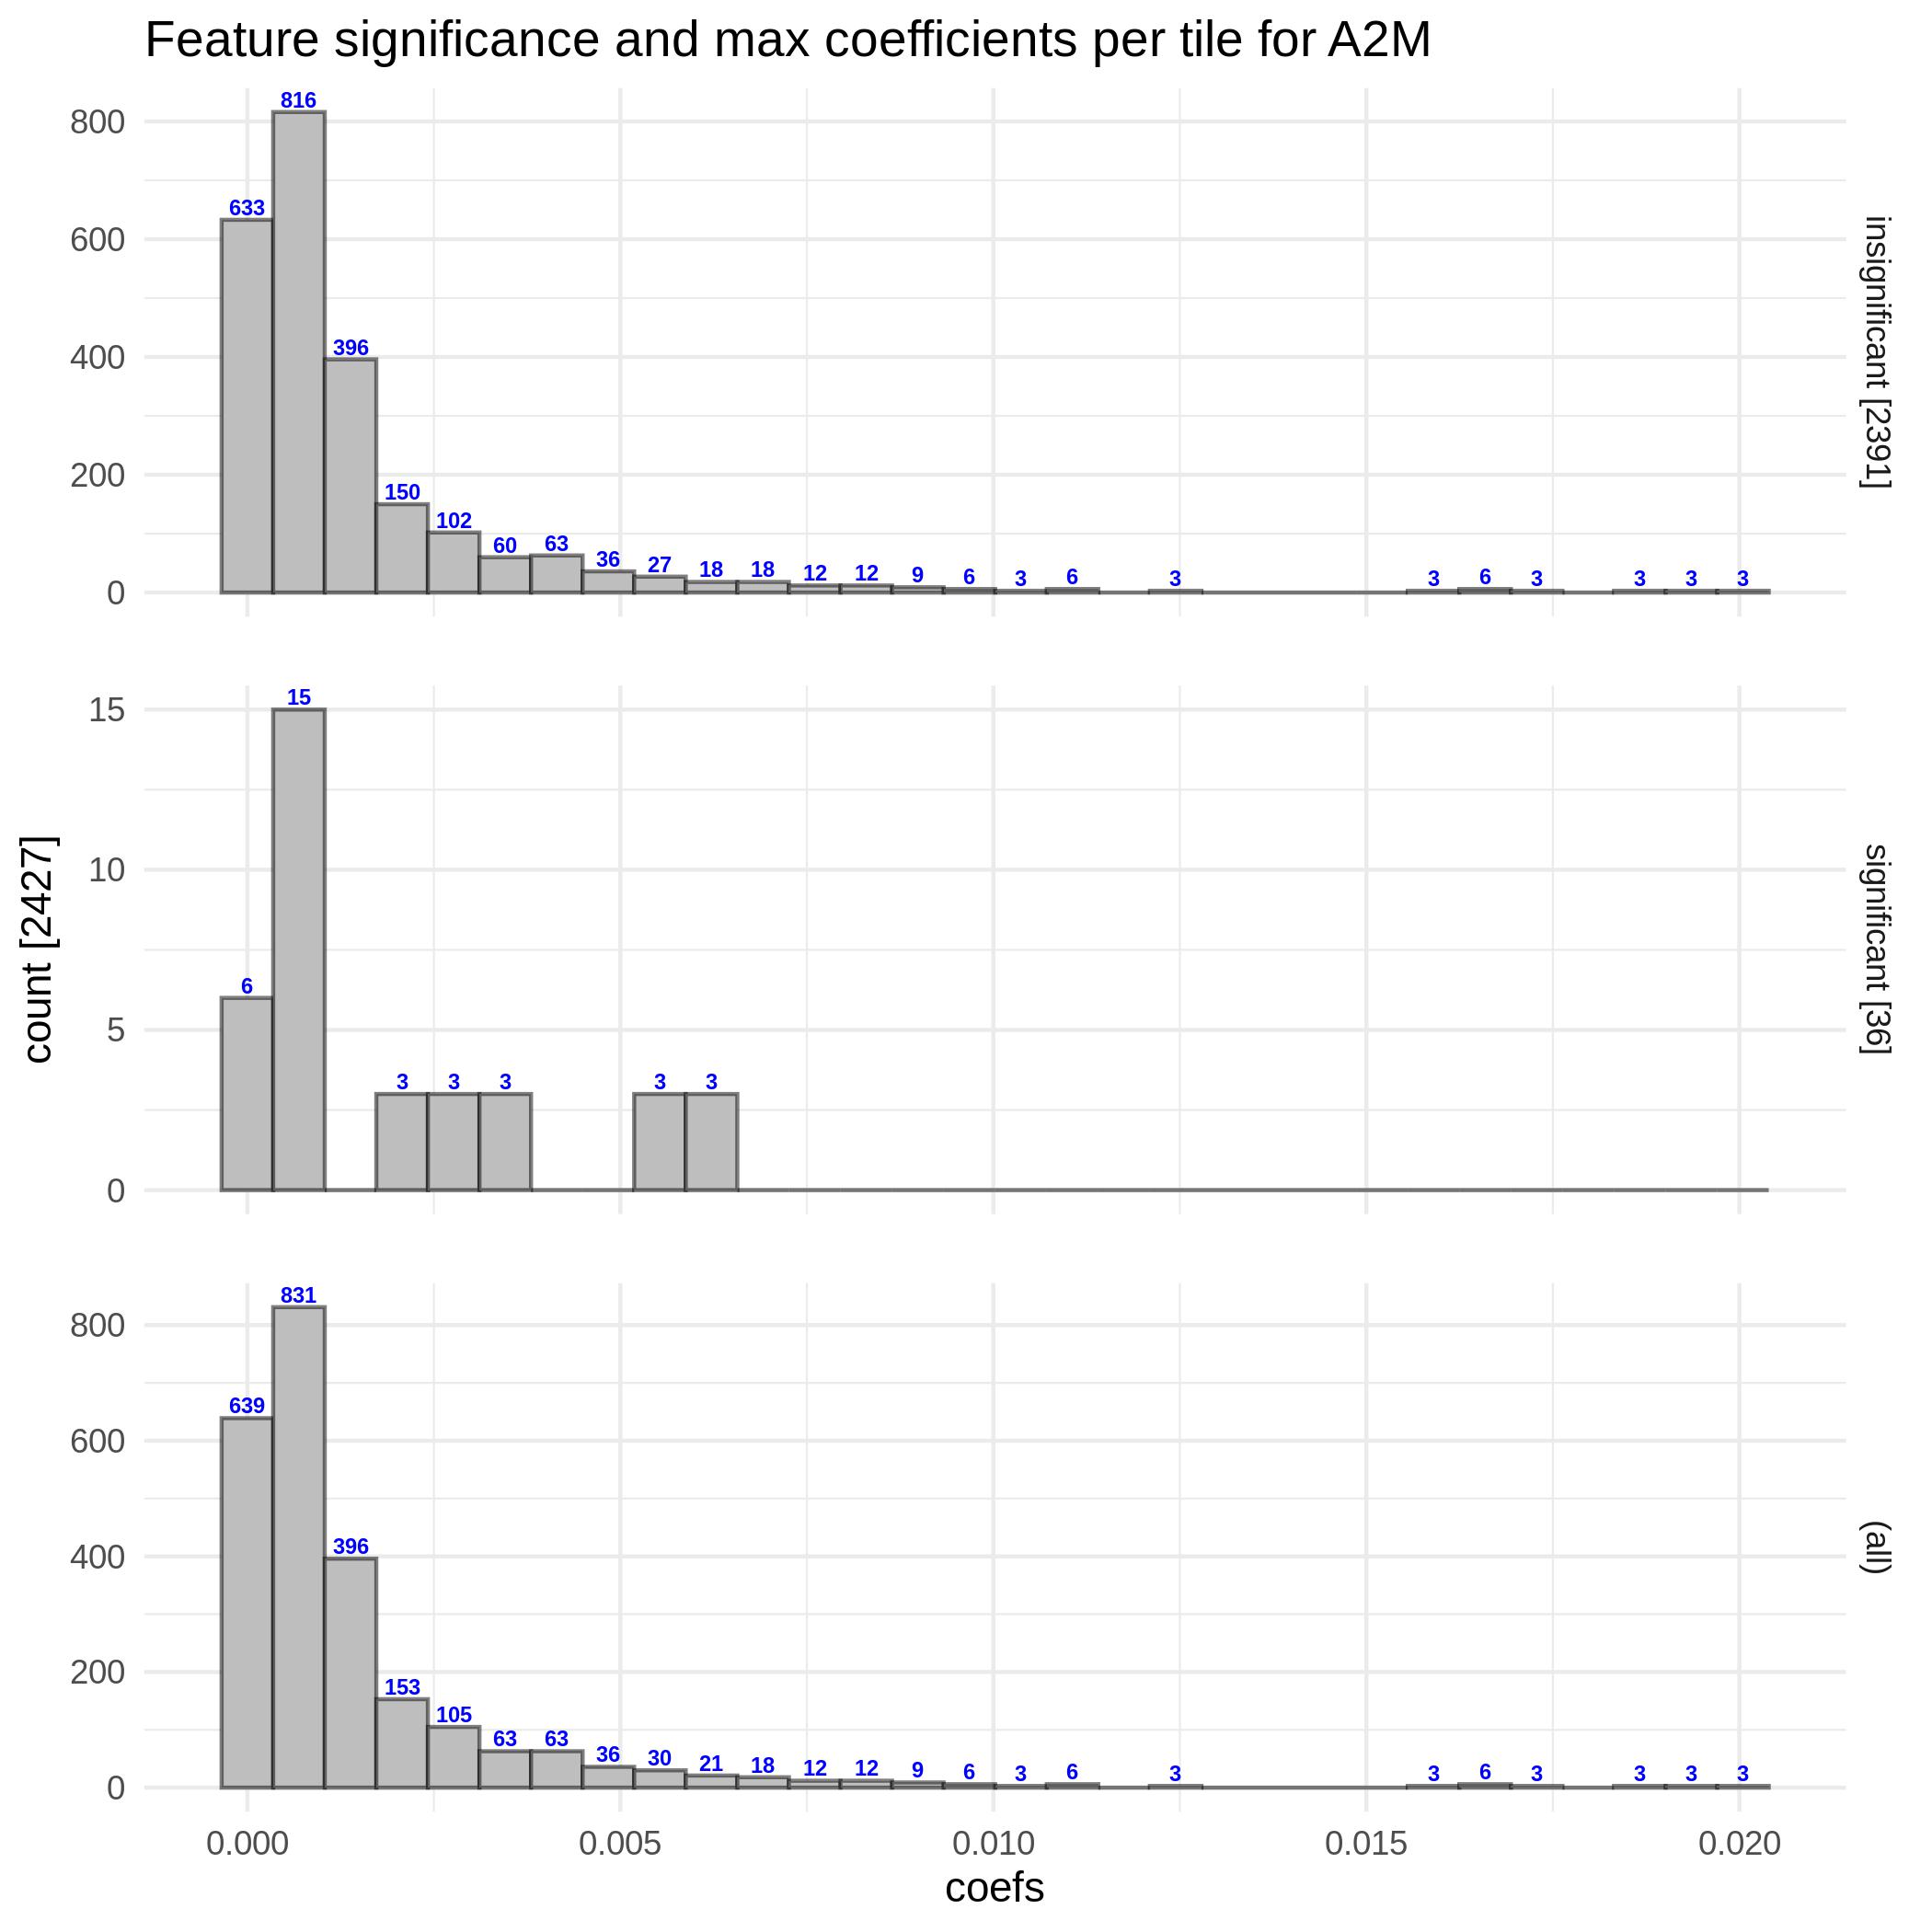 Feature significance and max coefficients per tile for A2M
816
800
633
600
396
400
200
150
102
60 63 36 27 18 18 12 12 9 6 3 6 3 3 6 3 3 3 3
0
insignificant [2391]
15
15
10
6
5
3 3 3 3 3
0
significant [36]
count [2427]
831
800
639
600
396
400
200
153
105
63 63 36 30 21 18 12 12 9 6 3 6 3 3 6 3 3 3 3
0
(all)
0.000 0.005 0.010 0.015 0.020
coefs